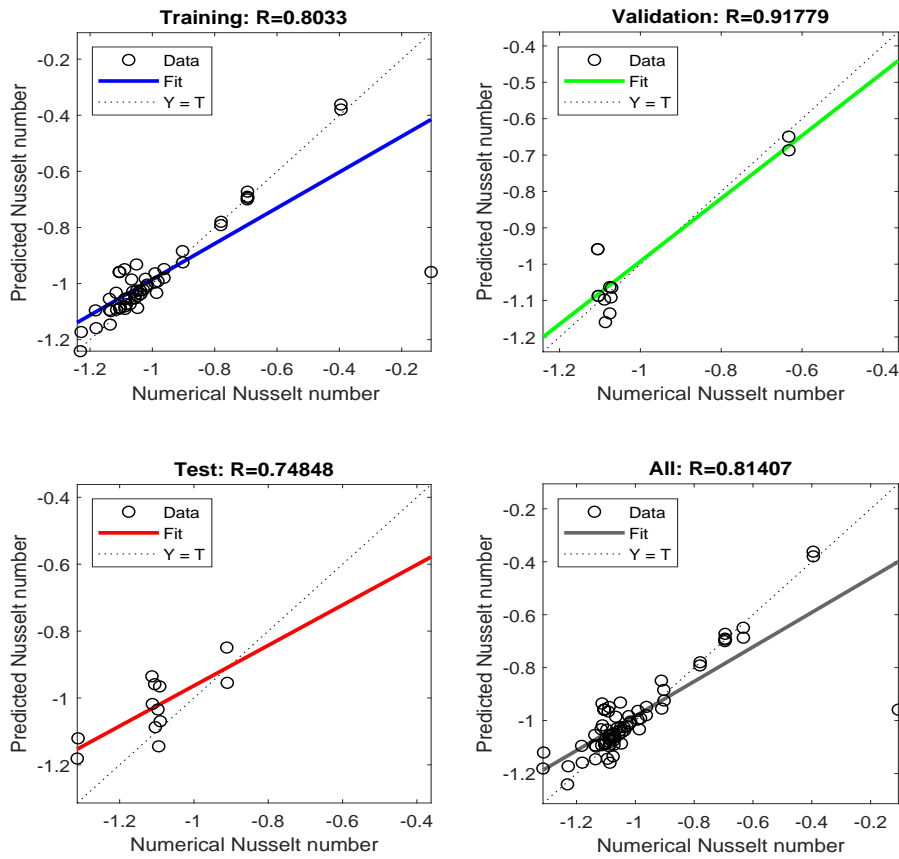 Training: R=0.8033
Data
Fit
Y = T
-0.2
-0.4
-0.6
-0.8
-1
-1.2
Predicted Nusselt number
-1.2 -1 -0.8 -0.6 -0.4 -0.2
Numerical Nusselt number
Validation: R=0.91779
Data
Fit
Y = T
-0.4
-0.5
-0.6
-0.7
-0.8
-0.9
-1
-1.1
-1.2
Predicted Nusselt number
-1.2 -1 -0.8 -0.6 -0.4
Numerical Nusselt number
Test: R=0.74848
Data
Fit
Y = T
-0.4
-0.6
-0.8
-1
-1.2
Predicted Nusselt number
-1.2 -1 -0.8 -0.6 -0.4
Numerical Nusselt number
All: R=0.81407
Data
Fit
Y = T
-0.2
-0.4
-0.6
-0.8
-1
-1.2
Predicted Nusselt number
-1.2 -1 -0.8 -0.6 -0.4 -0.2
Numerical Nusselt number